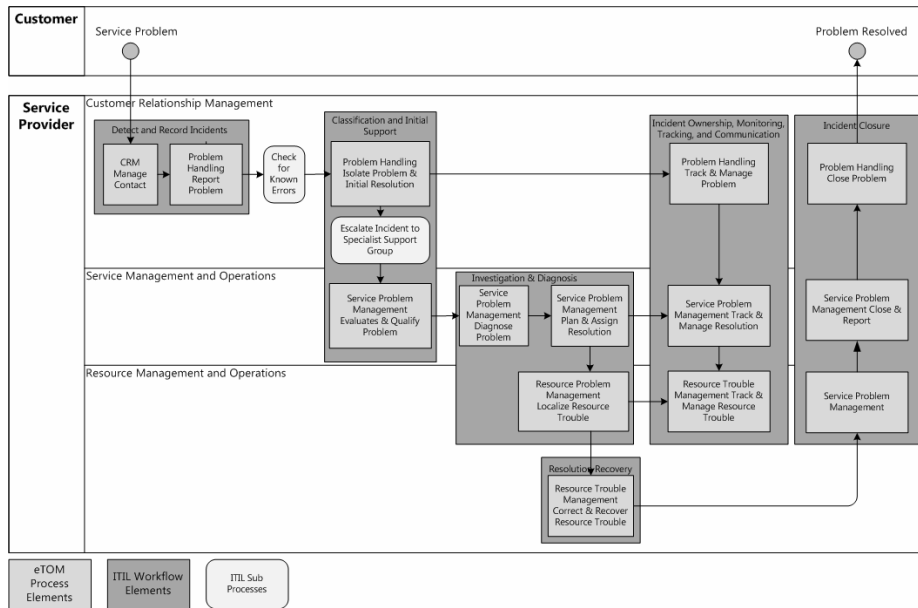 Customer
Service Problem
Problem Resolved
Service
Provider
Customer Relationship Management
Detect and Record Incidents
CRM
Manage
Contact
Problem
Handling
Report
Problem
Check
for
Known
Errors
Classification and Initial
Support
Problem Handling
Isolate Problem &
Initial Resolution
Escalate Incident to
Specialist Support
Group
Incident Ownership, Monitoring,
Tracking, and Communication
Problem Handling
Track & Manage
Problem
Incident Closure
Problem Handling
Close Problem
Service Management and Operations
Service Problem
Management
Evaluates & Qualify
Problem
Investigation & Diagnosis
Service
Problem
Management
Diagnose
Problem
Service Problem
Management
Plan & Assign
Resolution
Service Problem
Management Track &
Manage Resolution
Service Problem
Management Close &
Report
Resource Management and Operations
Resource Problem
Management
Localize Resource
Trouble
Resource Trouble
Management Track &
Manage Resource
Trouble
Service Problem
Management
Resolution Recovery
Resource Trouble
Management
Correct & Recover
Resource Trouble
eTOM
Process
Elements
ITIL Workflow
Elements
ITIL Sub
Processes